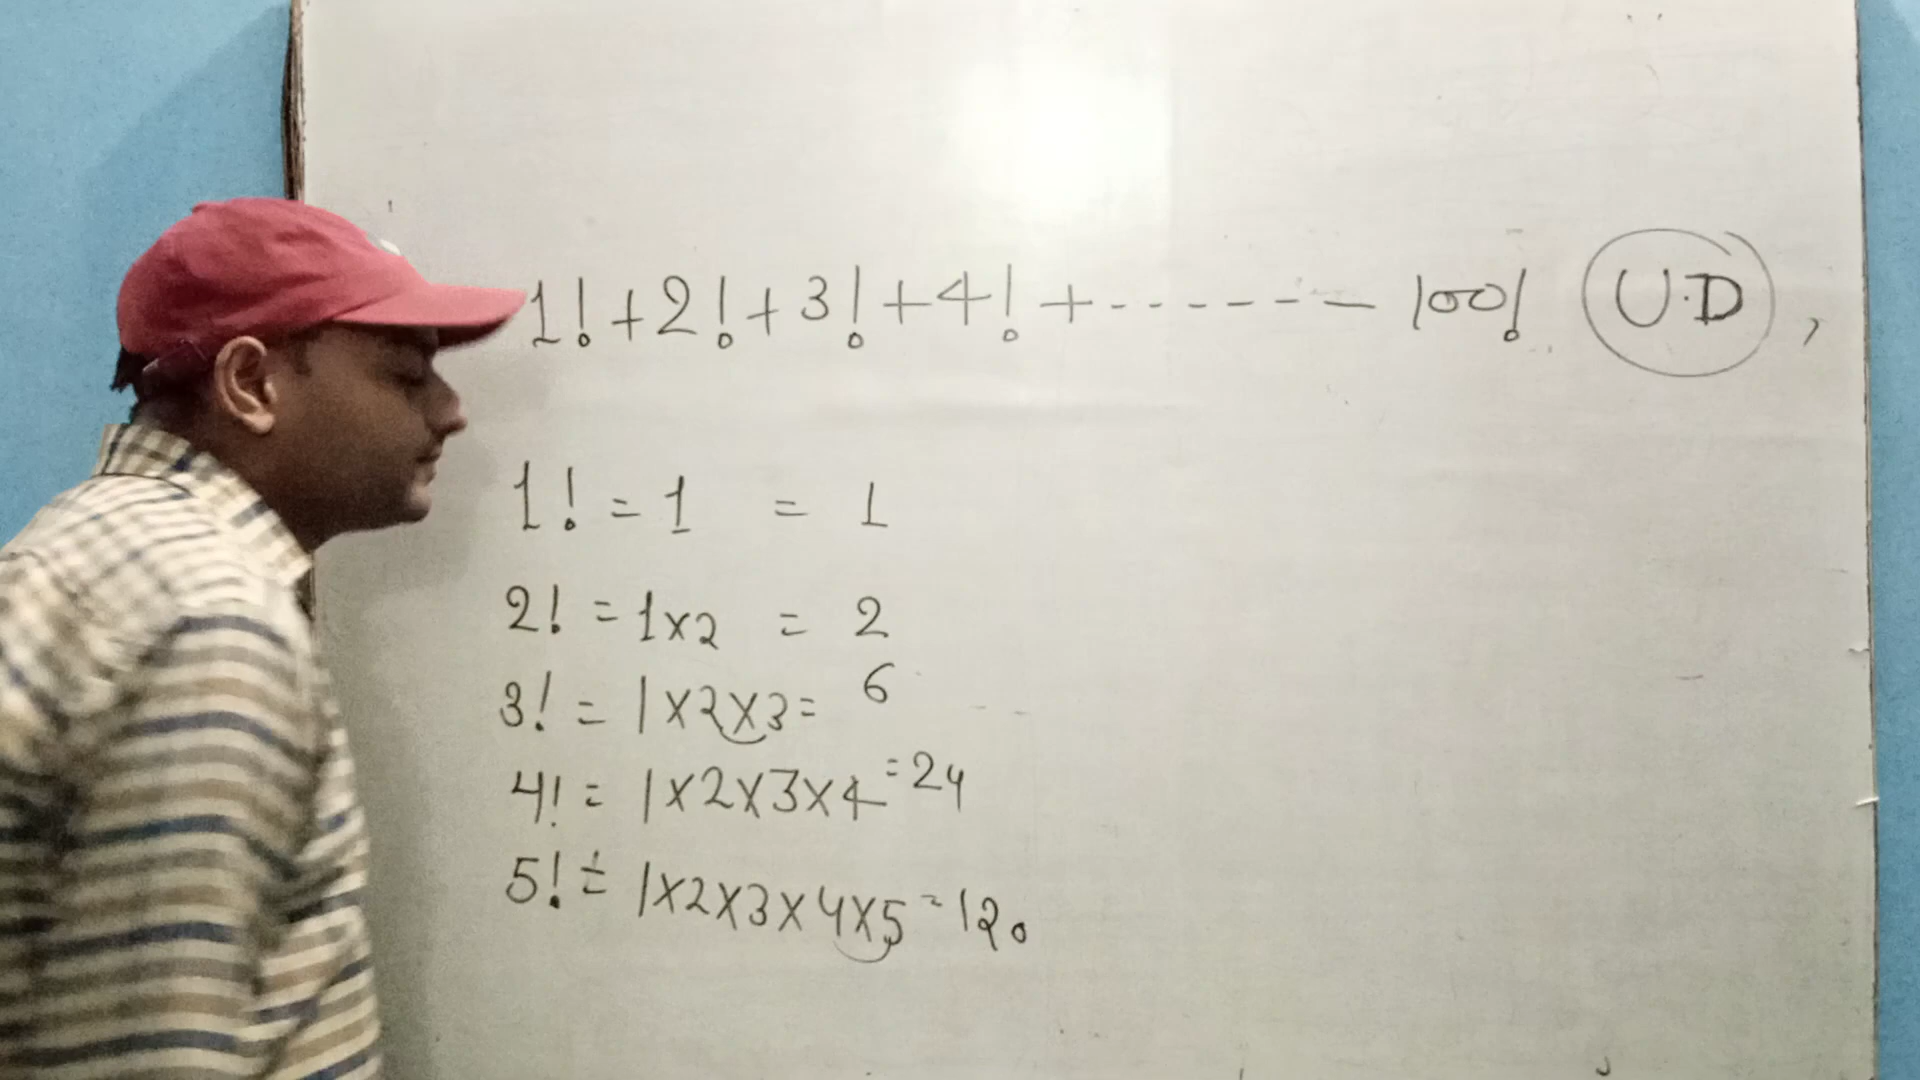 1! + 2! + 3! + 4! + ------- 100! U.D ,
1! = 1 = 1
2! = 1x2 = 2
3! = 1x2x3 = 6
4! = 1x2x3x4 = 24
5! = 1x2x3x4x5 = 120